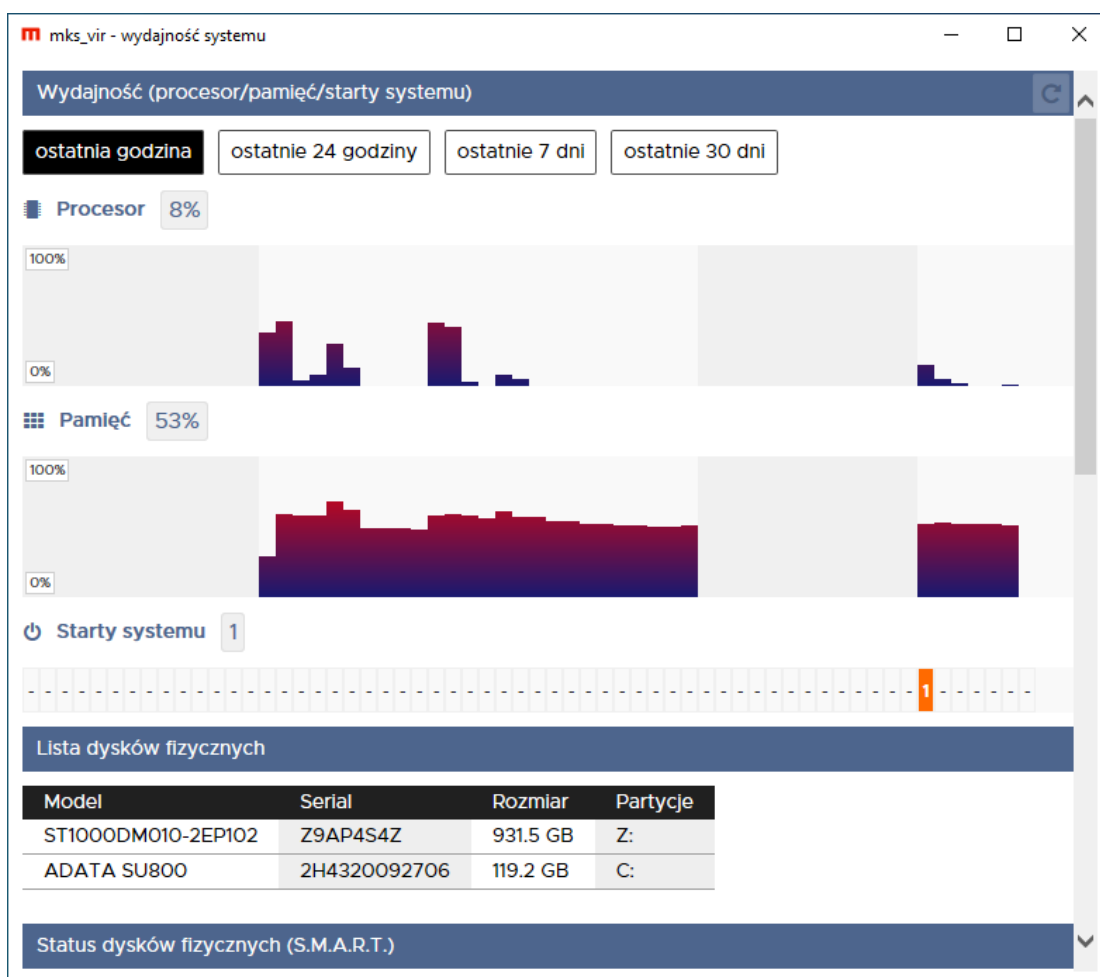 m mks_vir - wydajność systemu
Wydajność (procesor/pamięć/starty systemu)
ostatnia godzina ostatnie 24 godziny ostatnie 7 dni ostatnie 30 dni
Procesor 8%
100%
0%
Pamięć 53%
100%
0%
Starty systemu 1
- - - - - - - - - - - - - - - - - - - - - - - - - - - - - - - - - - - - - - - - - - - - - - - - - - - - - 1 - - - - - -
Lista dysków fizycznych
Model Serial Rozmiar Partycje
ST1000DM010-2EP102 Z9AP4S4Z 931.5 GB Z:
ADATA SU800 2H4320092706 119.2 GB C:
Status dysków fizycznych (S.M.A.R.T.)